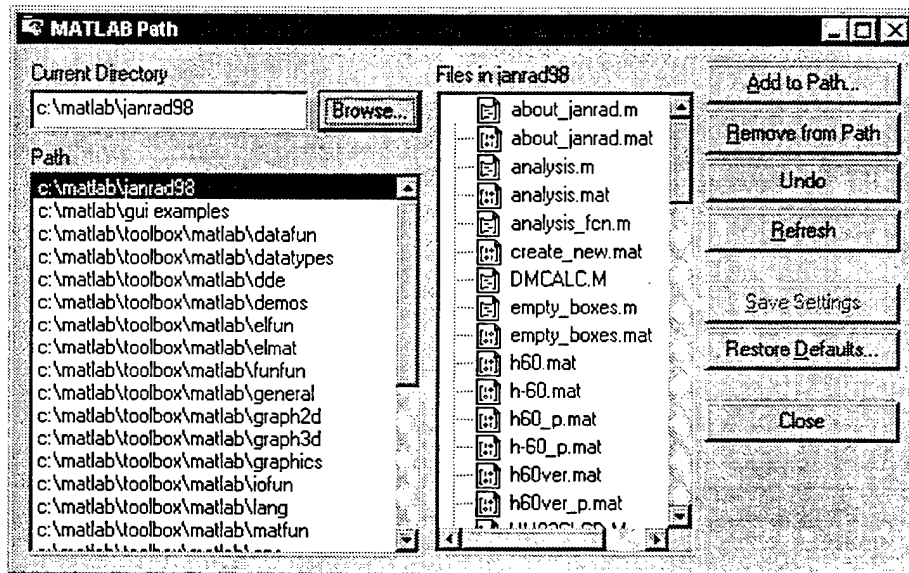 MATLAB Path
Current Directory
c:\matlab\janrad98
Browse...
Path
c:\matlab\janrad98
c:\matlab\gui examples
c:\matlab\toolbox\matlab\datafun
c:\matlab\toolbox\matlab\datatypes
c:\matlab\toolbox\matlab\dde
c:\matlab\toolbox\matlab\demos
c:\matlab\toolbox\matlab\elfun
c:\matlab\toolbox\matlab\elmat
c:\matlab\toolbox\matlab\funfun
c:\matlab\toolbox\matlab\general
c:\matlab\toolbox\matlab\graph2d
c:\matlab\toolbox\matlab\graph3d
c:\matlab\toolbox\matlab\graphics
c:\matlab\toolbox\matlab\iofun
c:\matlab\toolbox\matlab\lang
c:\matlab\toolbox\matlab\matfun
Files in janrad98
about_janrad.m
about_janrad.mat
analysis.m
analysis.mat
analysis_fcn.m
create_new.mat
DMCALC.M
empty_boxes.m
empty_boxes.mat
h60.mat
h-60.mat
h60_p.mat
h-60_p.mat
h60ver.mat
h60ver_p.mat
Add to Path...
Remove from Path
Undo
Refresh
Save Settings
Restore Defaults...
Close